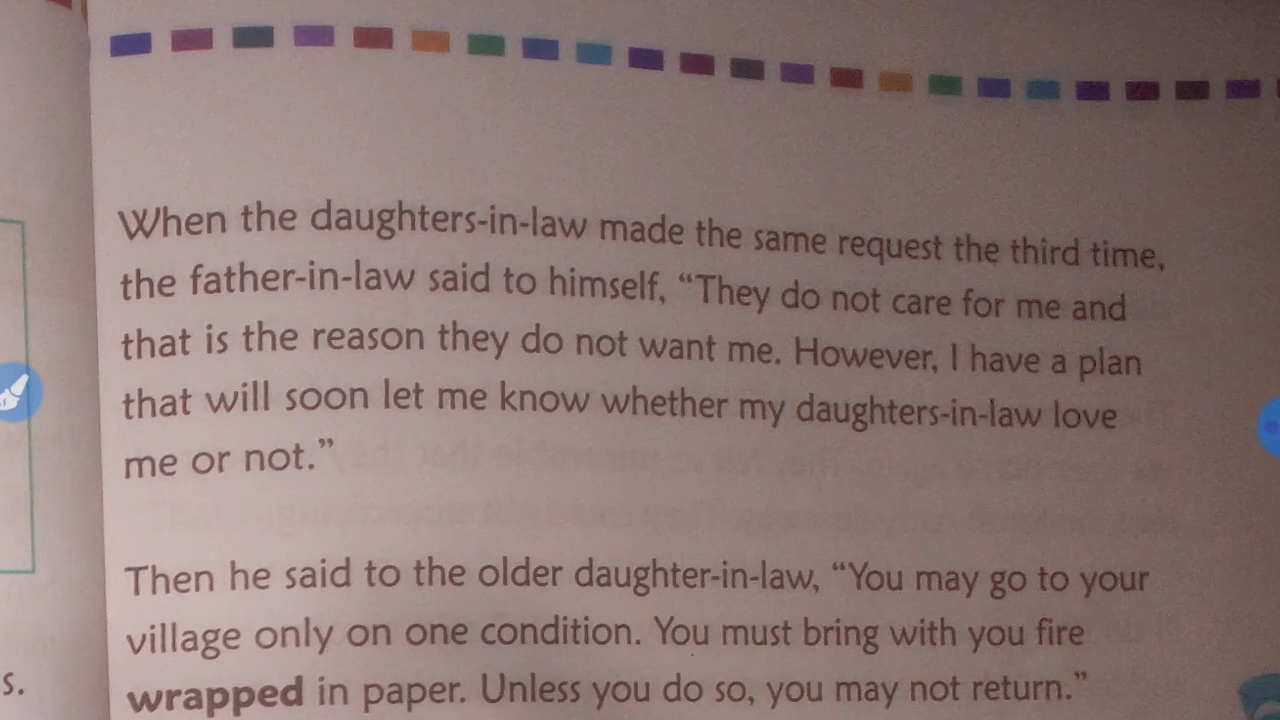 When the daughters-in-law made the same request the third time,
the father-in-law said to himself, “They do not care for me and
that is the reason they do not want me. However, I have a plan
that will soon let me know whether my daughters-in-law love
me or not.”
Then he said to the older daughter-in-law, “You may go to your
village only on one condition. You must bring with you fire
s.
wrapped in paper. Unless you do so, you may not return.”